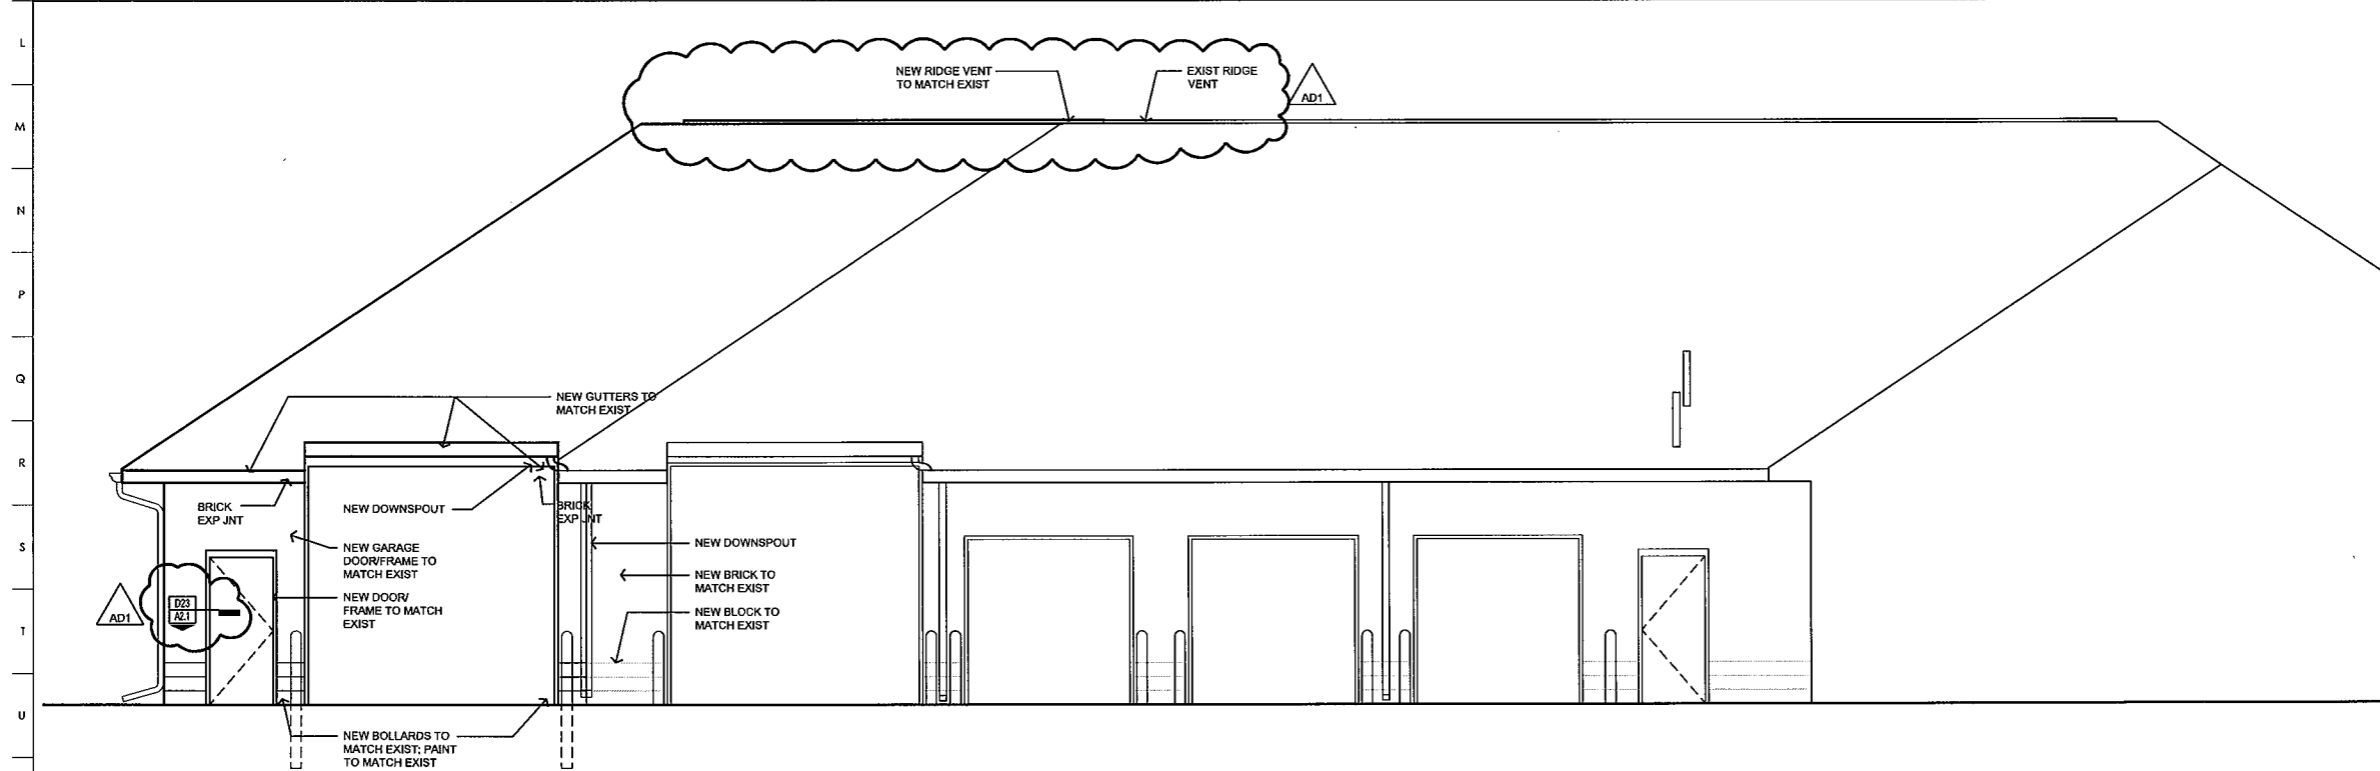 L
M
N
P
Q
R
S
T
U
NEW RIDGE VENT
TO MATCH EXIST
EXIST RIDGE
VENT
AD1
NEW GUTTERS TO
MATCH EXIST
BRICK
EXP JNT
NEW DOWNSPOUT
BRICK
EXP JNT
NEW GARAGE
DOOR/FRAME TO
MATCH EXIST
NEW DOWNSPOUT
NEW BRICK TO
MATCH EXIST
NEW DOOR/
FRAME TO MATCH
EXIST
NEW BLOCK TO
MATCH EXIST
AD1
D23
A2.1
NEW BOLLARDS TO
MATCH EXIST; PAINT
TO MATCH EXIST